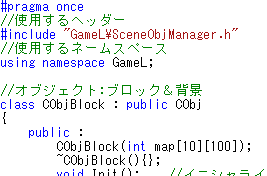 #pragma once
//使用するヘッダー
#include "GameL¥SceneObjManager.h"
//使用するネームスペース
using namespace GameL;

//オブジェクト:ブロック&背景
class CObjBlock : public CObj
{
    public :
        CObjBlock(int map[10][100]);
        ~CObjBlock(){};
        void Init();    //イニシャライ